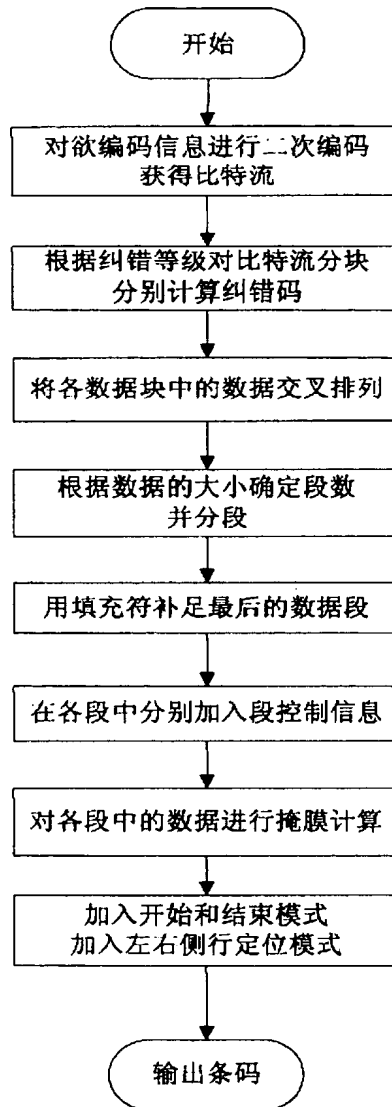 开始
对欲编码信息进行二次编码
获得比特流
根据纠错等级对比特流分块
分别计算纠错码
将各数据块中的数据交叉排列
根据数据的大小确定段数
并分段
用填充符补足最后的数据段
在各段中分别加入段控制信息
对各段中的数据进行掩膜计算
加入开始和结束模式
加入左右侧行定位模式
输出条码